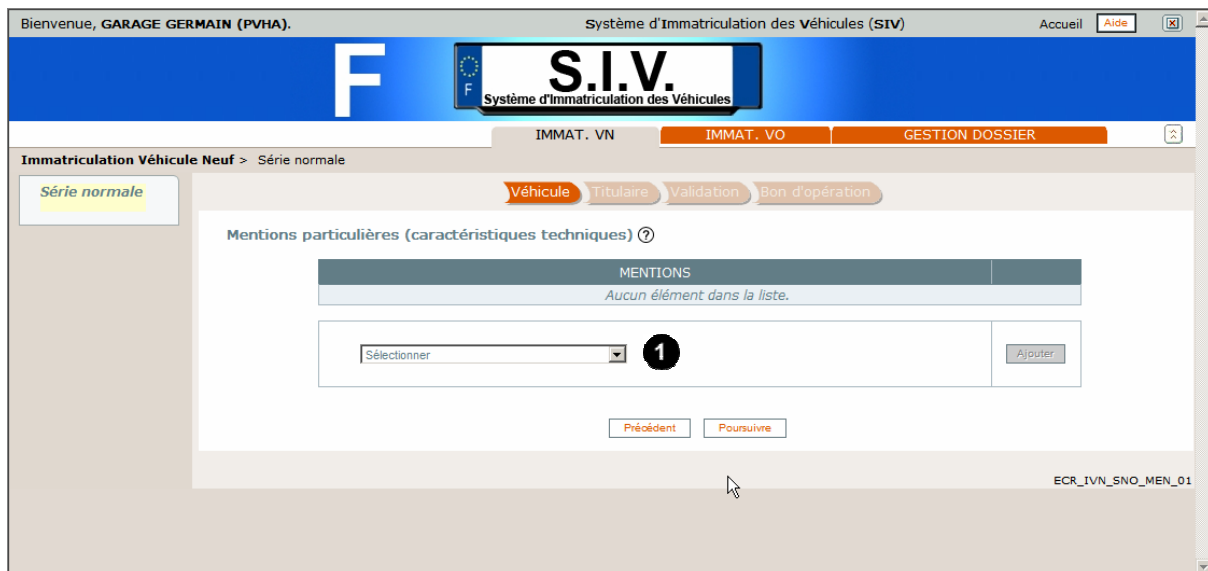 Bienvenue, GARAGE GERMAIN (PVHA). Système d'Immatriculation des Véhicules (SIV) Accueil Aide
F
F
S.I.V.
Système d'Immatriculation des Véhicules
IMMAT. VN IMMAT. VO GESTION DOSSIER
Immatriculation Véhicule Neuf > Série normale
Série normale
Véhicule Titulaire Validation Bon d'opération
Mentions particulières (caractéristiques techniques) ?
MENTIONS
Aucun élément dans la liste.
Sélectionner 1 Ajouter
Précédent Poursuivre
ECR_IVN_SNO_MEN_01